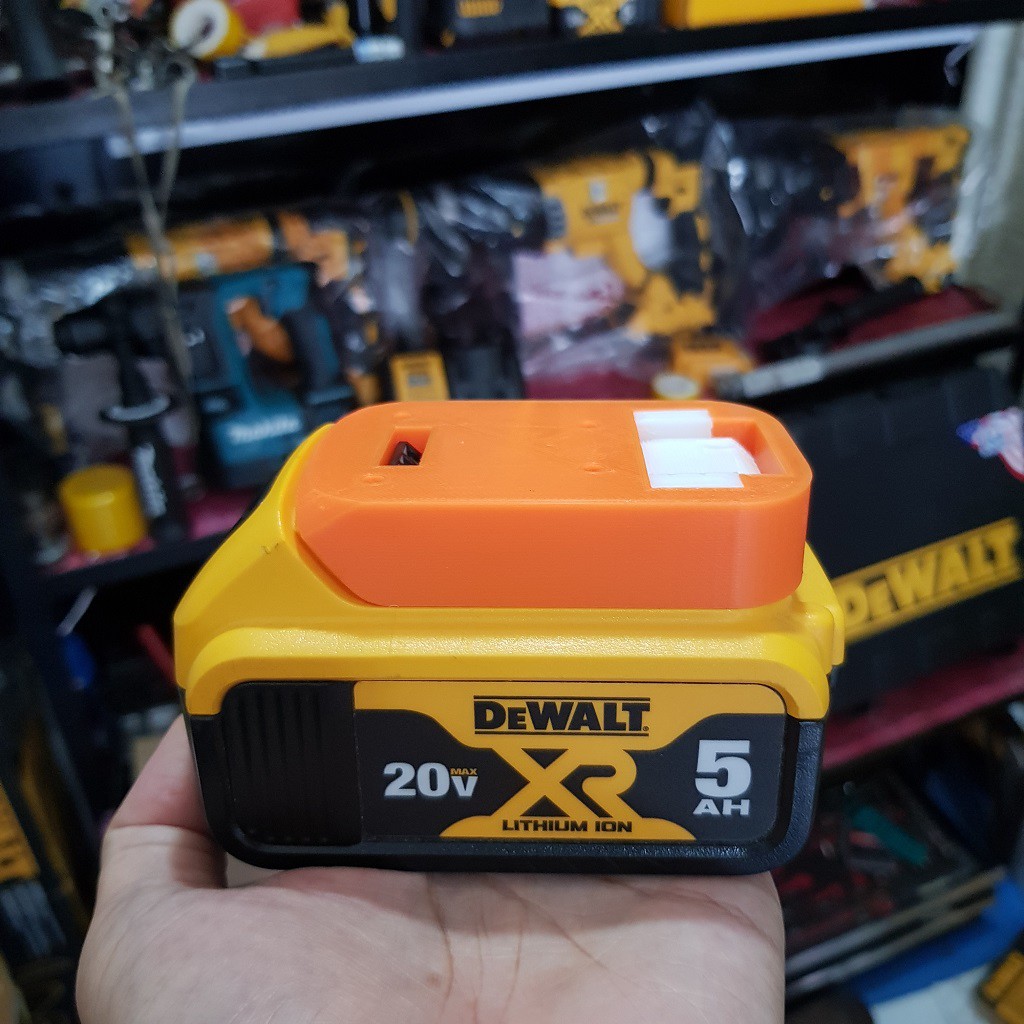 Makita
DEWALT
DEWALT
20V MAX
XR
LITHIUM ION
5
AH